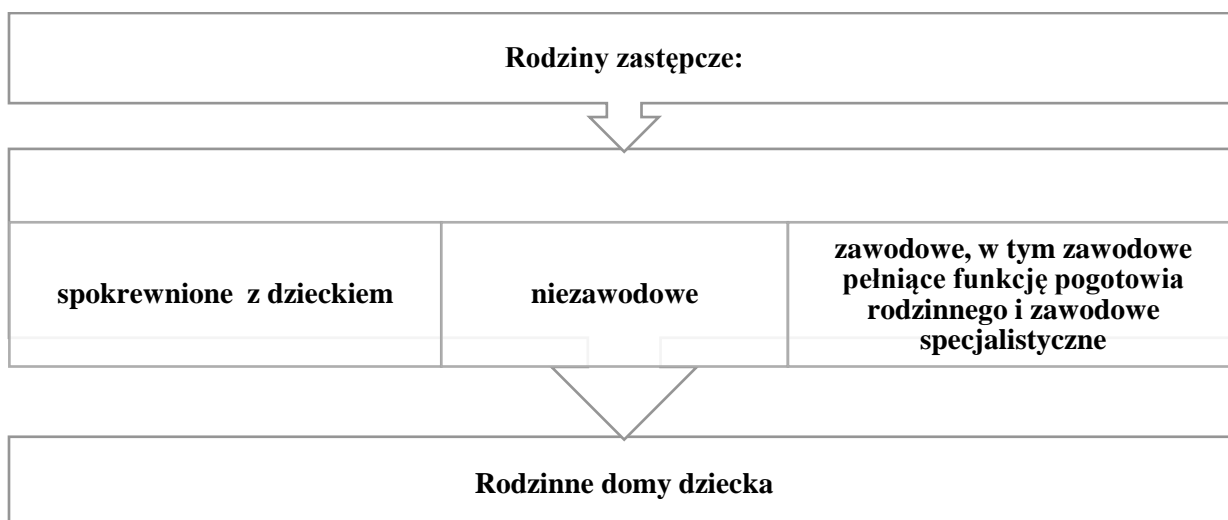 Rodziny zastępcze:
spokrewnione z dzieckiem
niezawodowe
zawodowe, w tym zawodowe
pełniące funkcję pogotowia
rodzinnego i zawodowe
specjalistyczne
Rodzinne domy dziecka